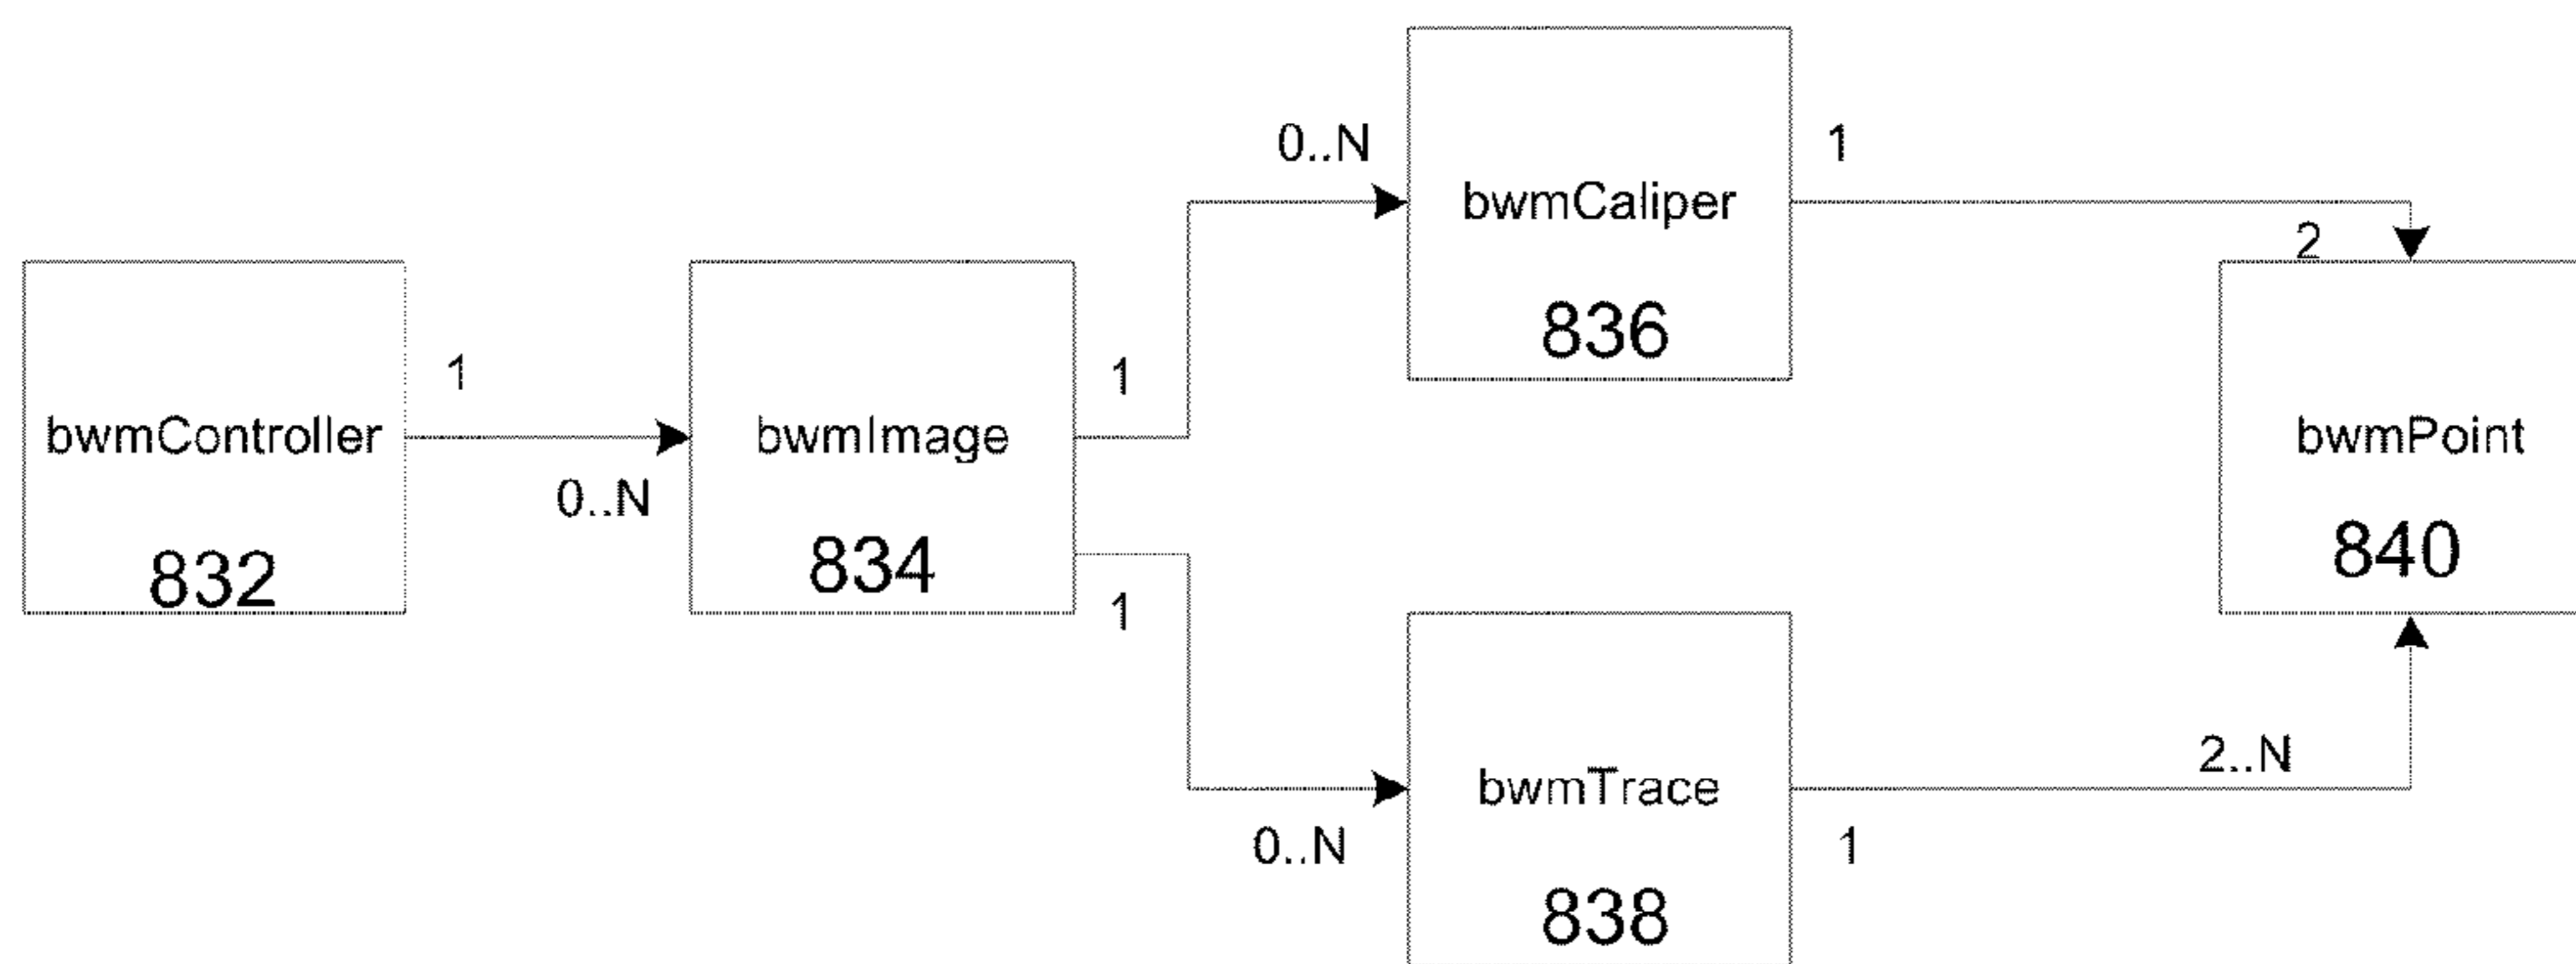 0..N
bwmCaliper
836
1
2
bwmController
832
1
0..N
bwmImage
834
1
1
bwmPoint
840
0..N
bwmTrace
838
1
2..N